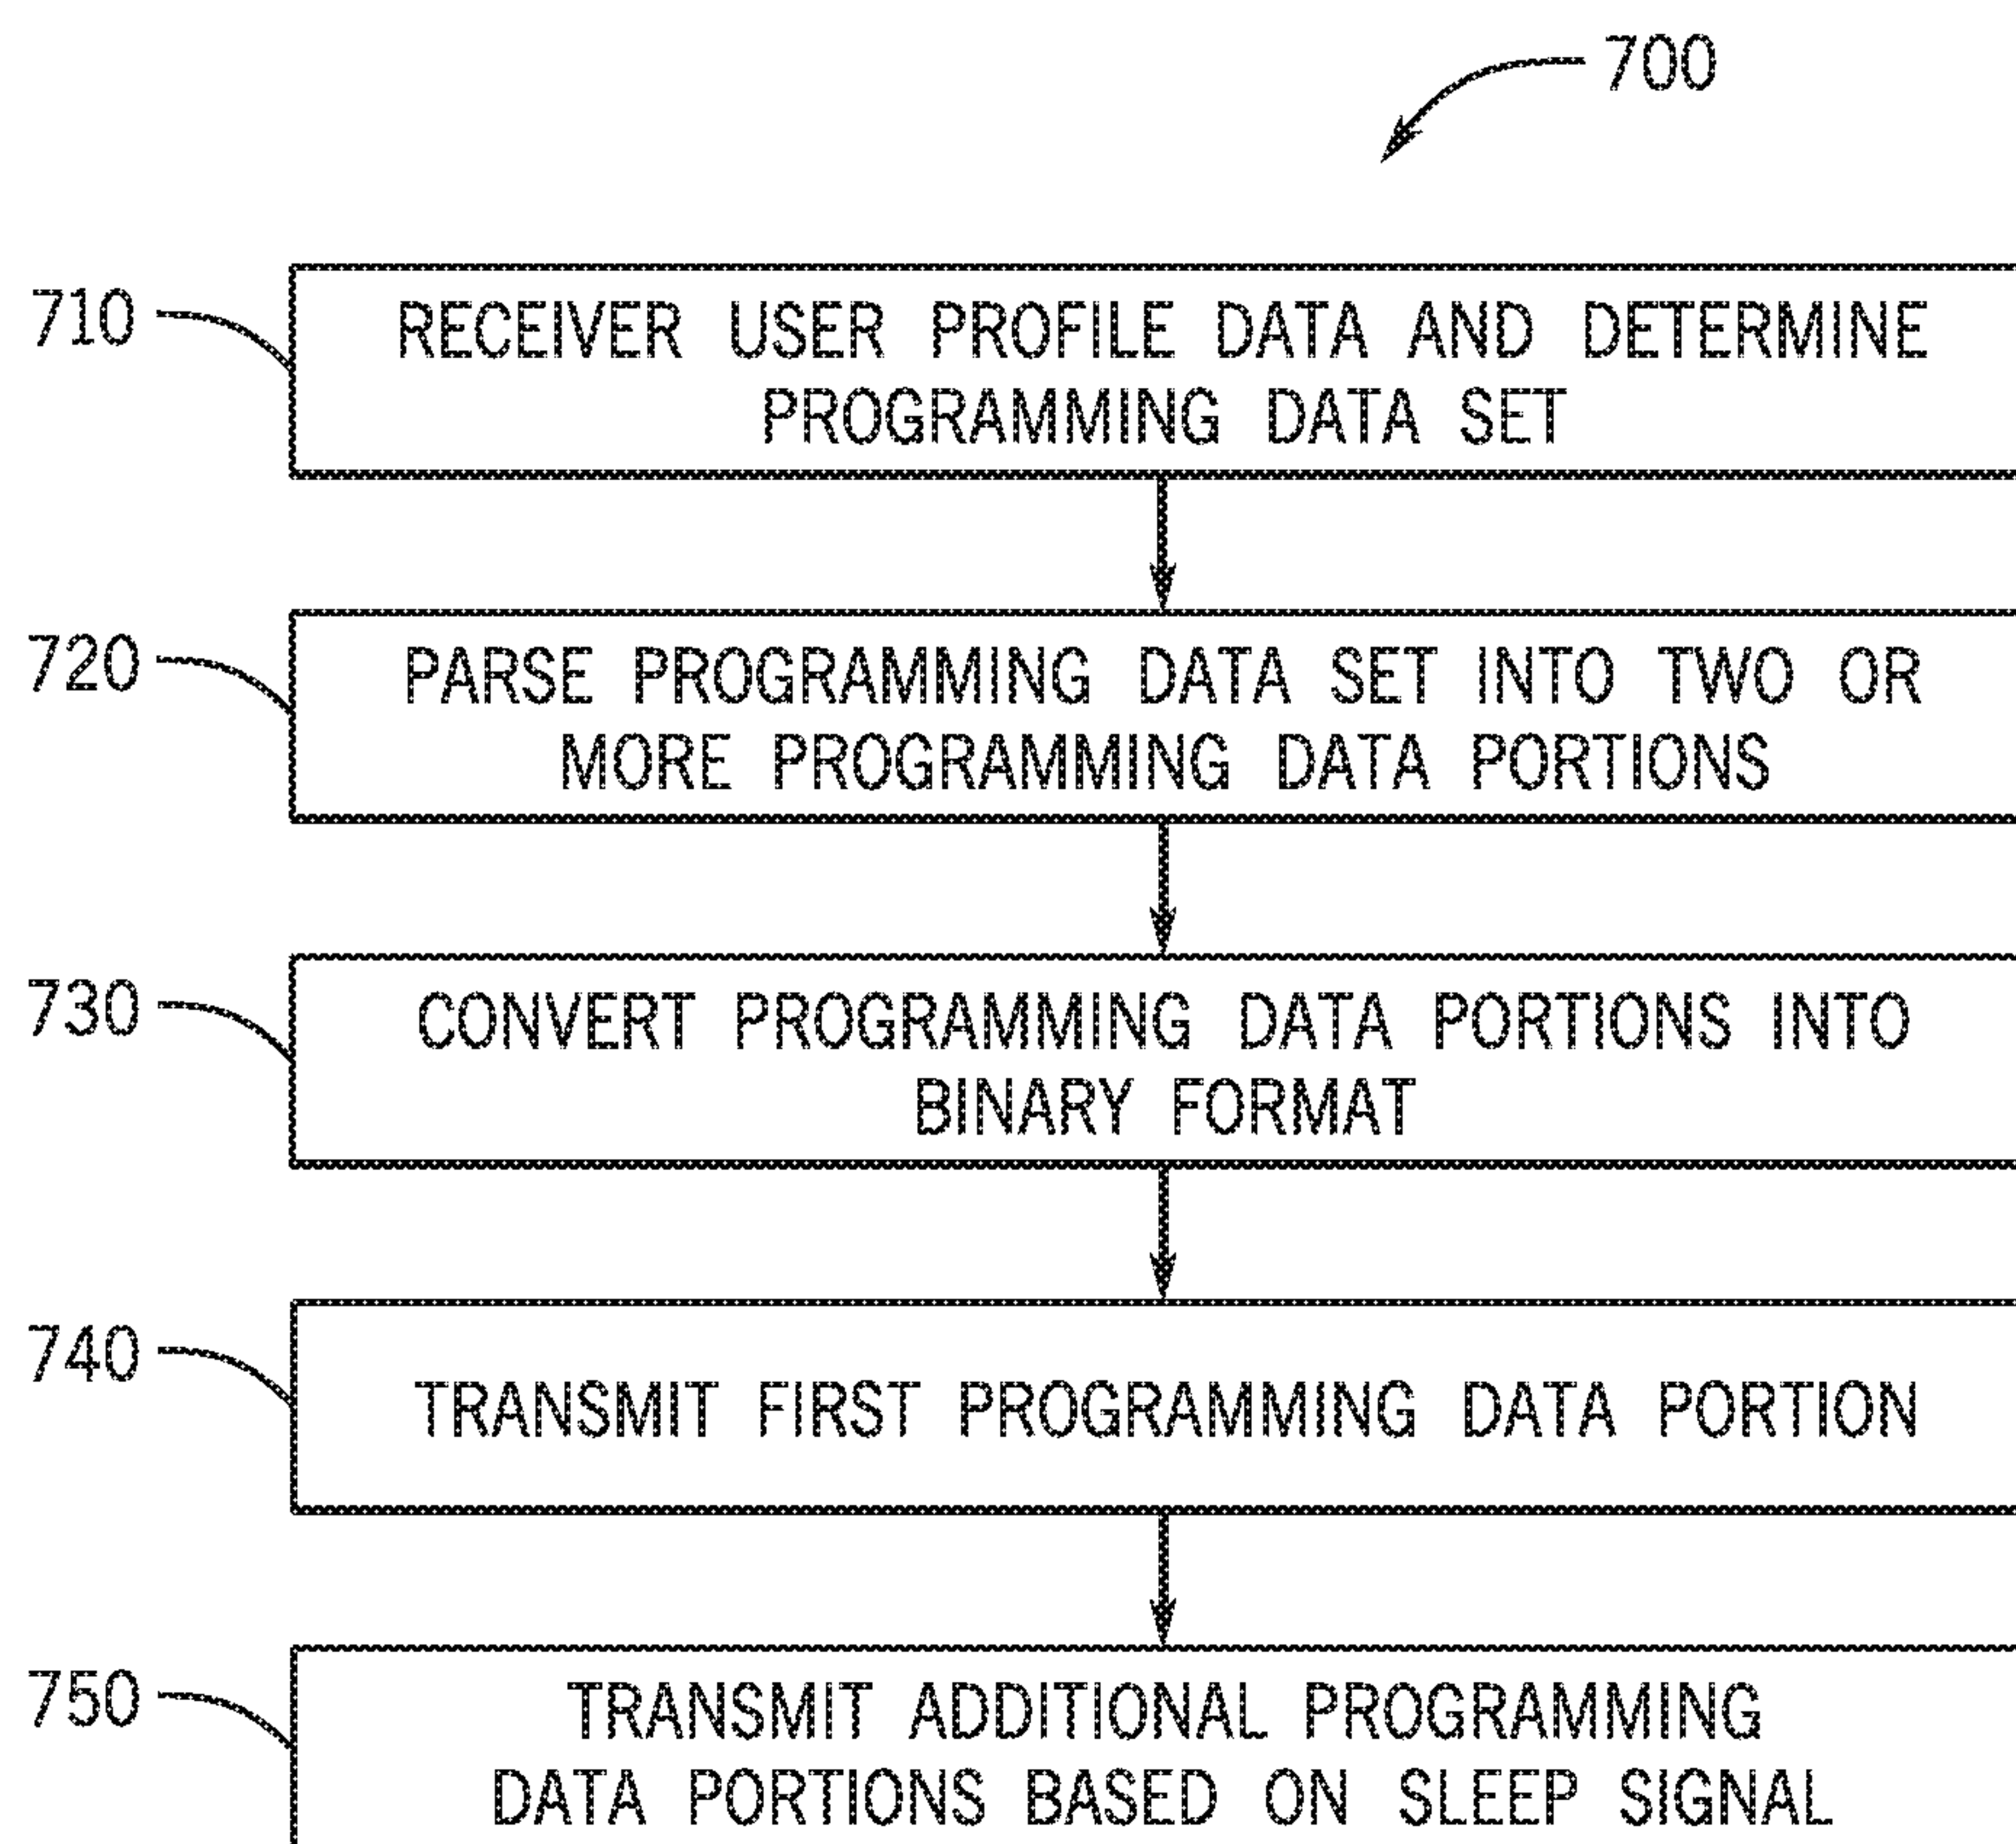 700
710
RECEIVER USER PROFILE DATA AND DETERMINE
PROGRAMMING DATA SET
720
PARSE PROGRAMMING DATA SET INTO TWO OR
MORE PROGRAMMING DATA PORTIONS
730
CONVERT PROGRAMMING DATA PORTIONS INTO
BINARY FORMAT
740
TRANSMIT FIRST PROGRAMMING DATA PORTION
750
TRANSMIT ADDITIONAL PROGRAMMING
DATA PORTIONS BASED ON SLEEP SIGNAL